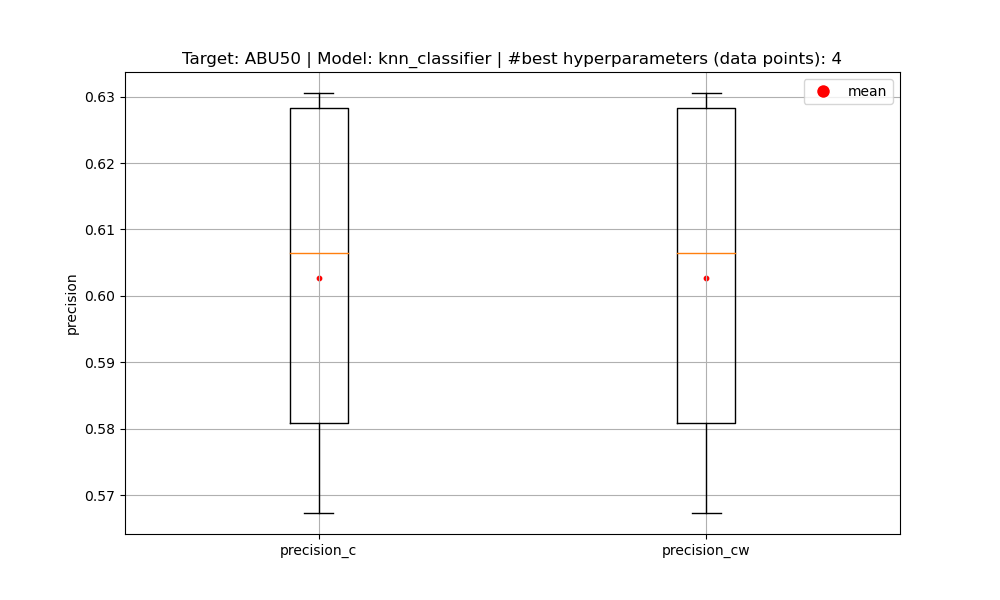 Target: ABU50 | Model: knn_classifier | #best hyperparameters (data points): 4
mean
0.63
0.62
0.61
0.60
0.59
0.58
0.57
precision
precision_c
precision_cw